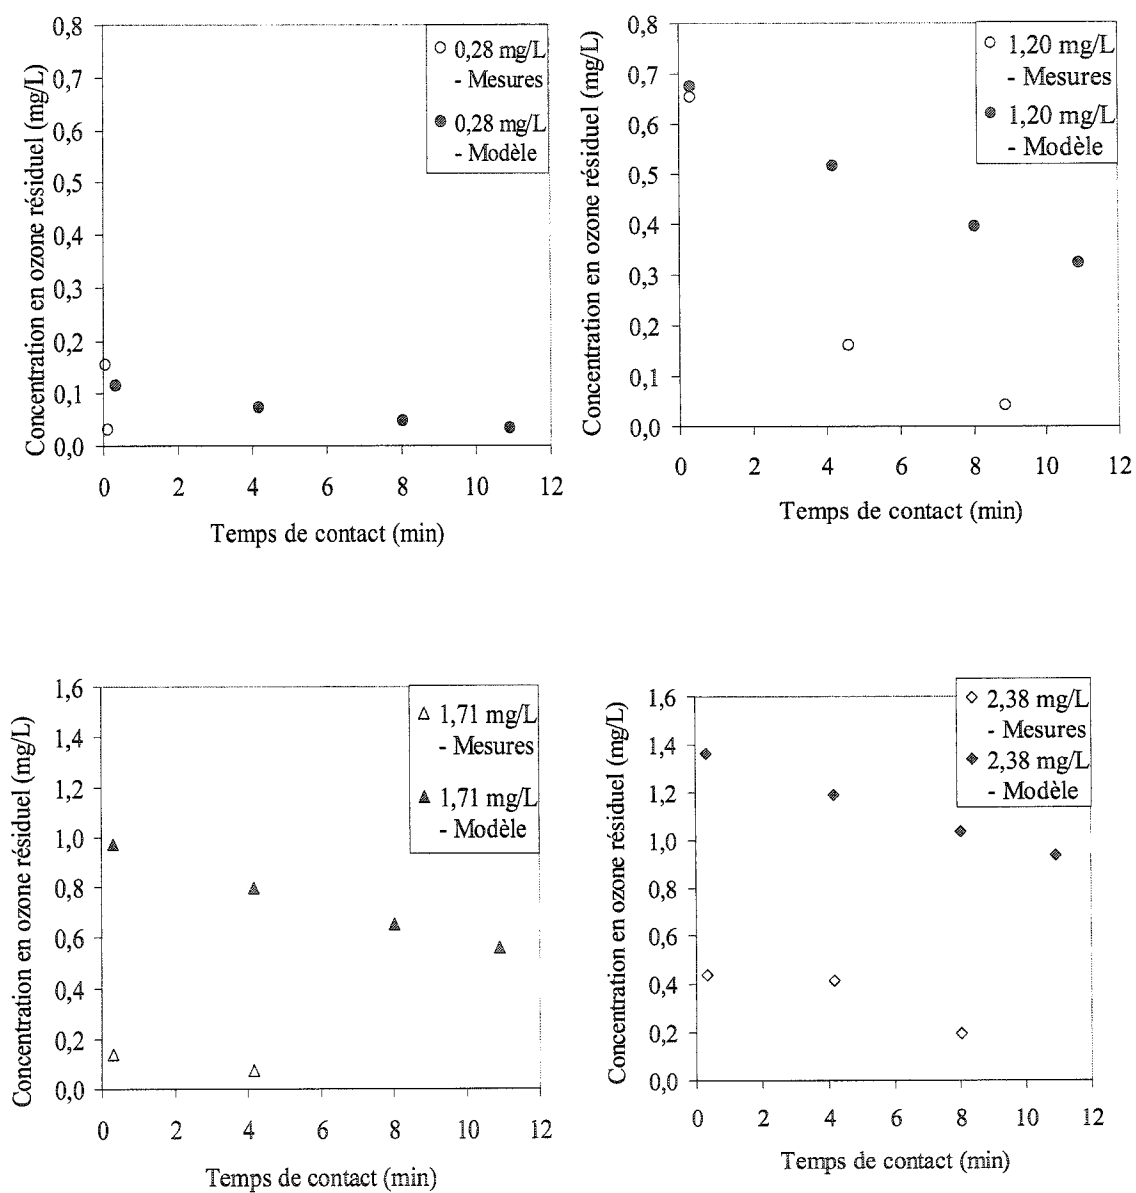 Concentration en ozone résiduel (mg/L)
0,8
0,7
0,6
0,5
0,4
0,3
0,2
0,1
0,0
0 2 4 6 8 10 12
Temps de contact (min)
0,28 mg/L
- Mesures
0,28 mg/L
- Modèle
Concentration en ozone résiduel (mg/L)
0,8
0,7
0,6
0,5
0,4
0,3
0,2
0,1
0,0
0 2 4 6 8 10 12
Temps de contact (min)
1,20 mg/L
- Mesures
1,20 mg/L
- Modèle
Concentration en ozone résiduel (mg/L)
1,6
1,4
1,2
1,0
0,8
0,6
0,4
0,2
0,0
0 2 4 6 8 10 12
Temps de contact (min)
1,71 mg/L
- Mesures
1,71 mg/L
- Modèle
Concentration en ozone résiduel (mg/L)
1,6
1,4
1,2
1,0
0,8
0,6
0,4
0,2
0,0
0 2 4 6 8 10 12
Temps de contact (min)
2,38 mg/L
- Mesures
2,38 mg/L
- Modèle